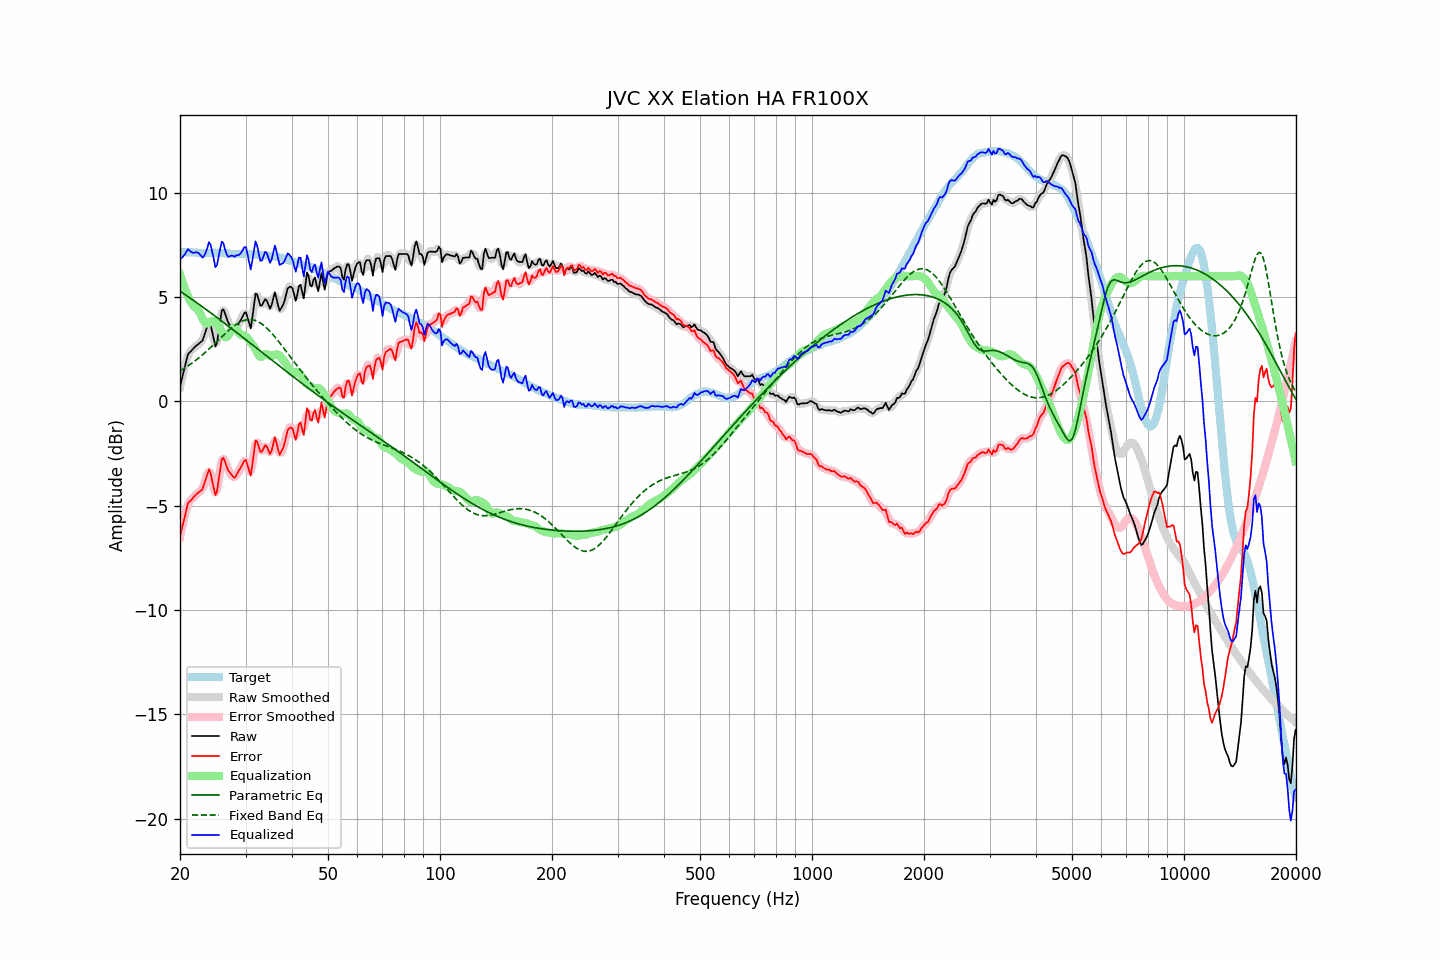 JVC XX Elation HA FR100X
Amplitude (dBr)
10
5
0
−5
−10
−15
−20
Target
Raw Smoothed
Error Smoothed
Raw
Error
Equalization
Parametric Eq
Fixed Band Eq
Equalized
20 50 100 200 500 1000 2000 5000 10000 20000
Frequency (Hz)